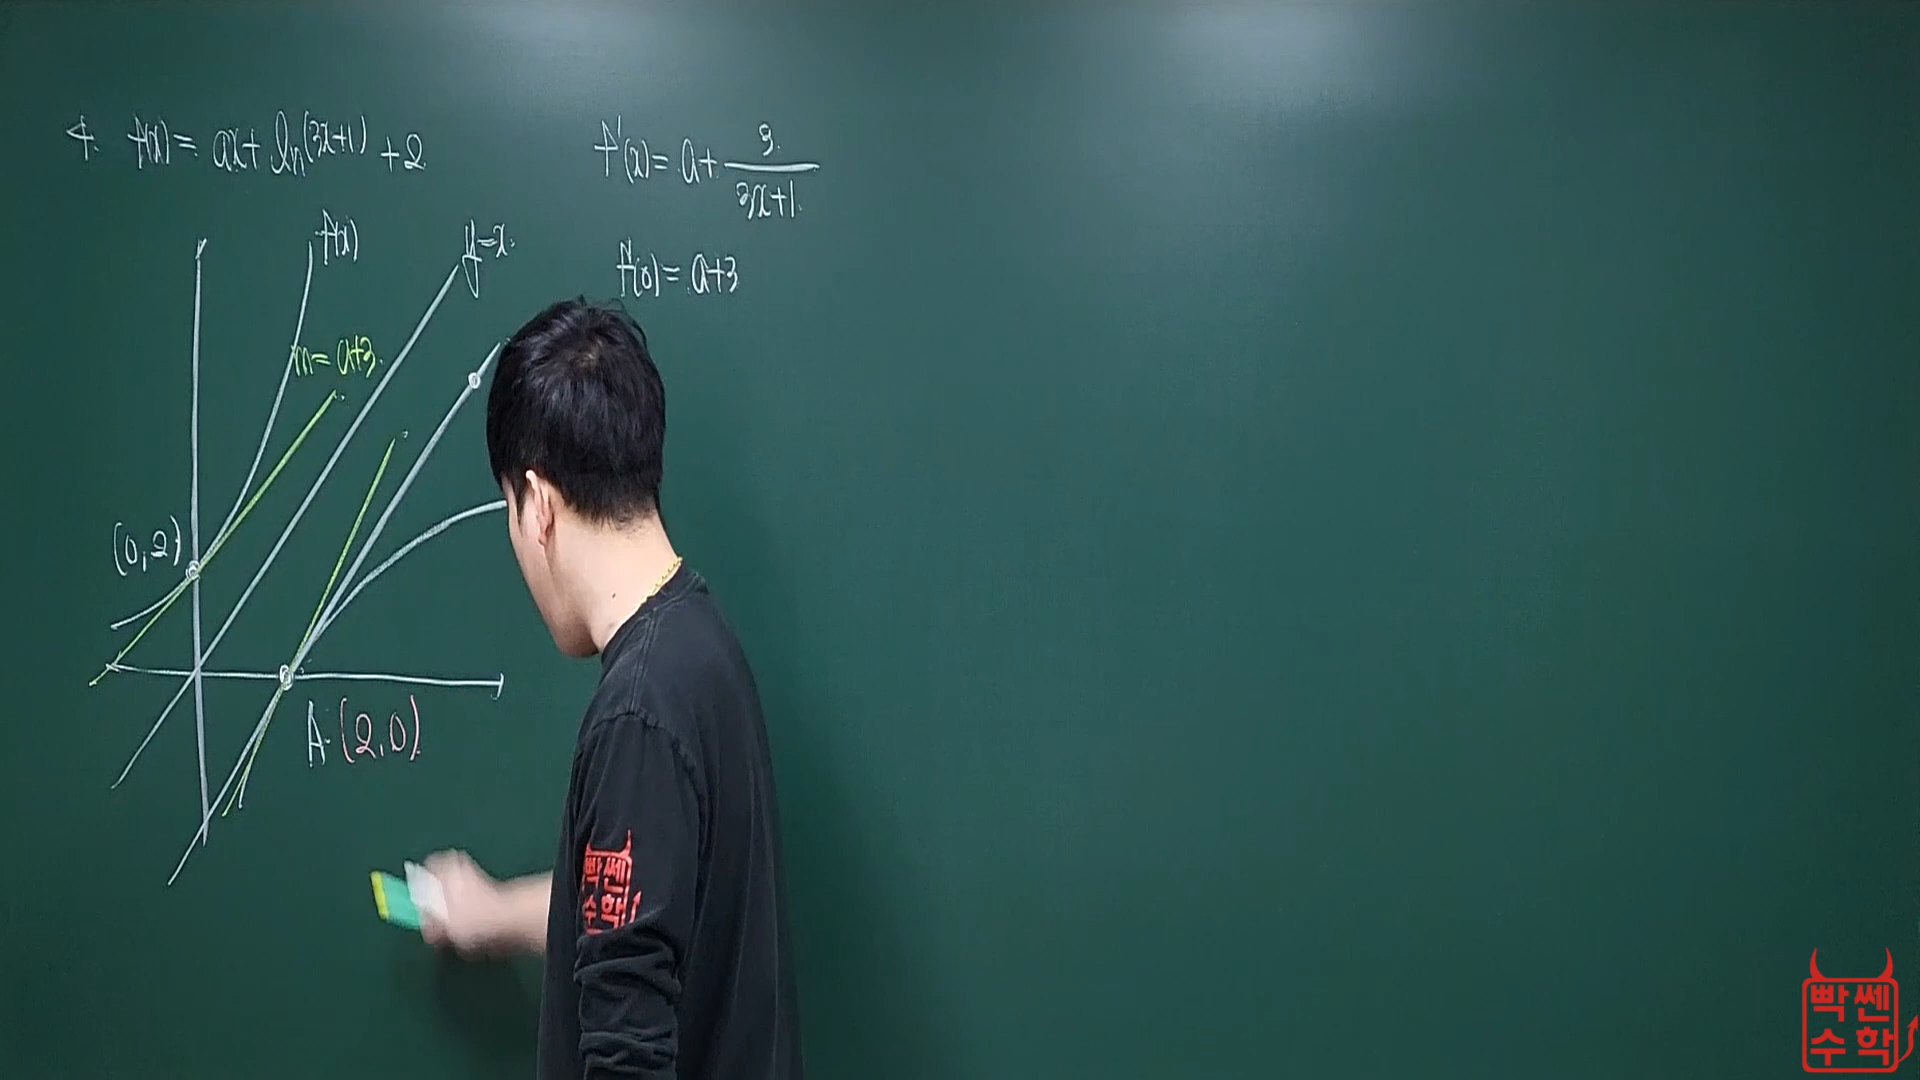 4. f(x) = ax + ln(3x+1) + 2
f'(x) = a + 3/(3x+1)
f'(0) = a+3
f(x)
y=x
m = a+3
(0,2)
A (2,0)
빡쎈
수학
빡쎈
수학